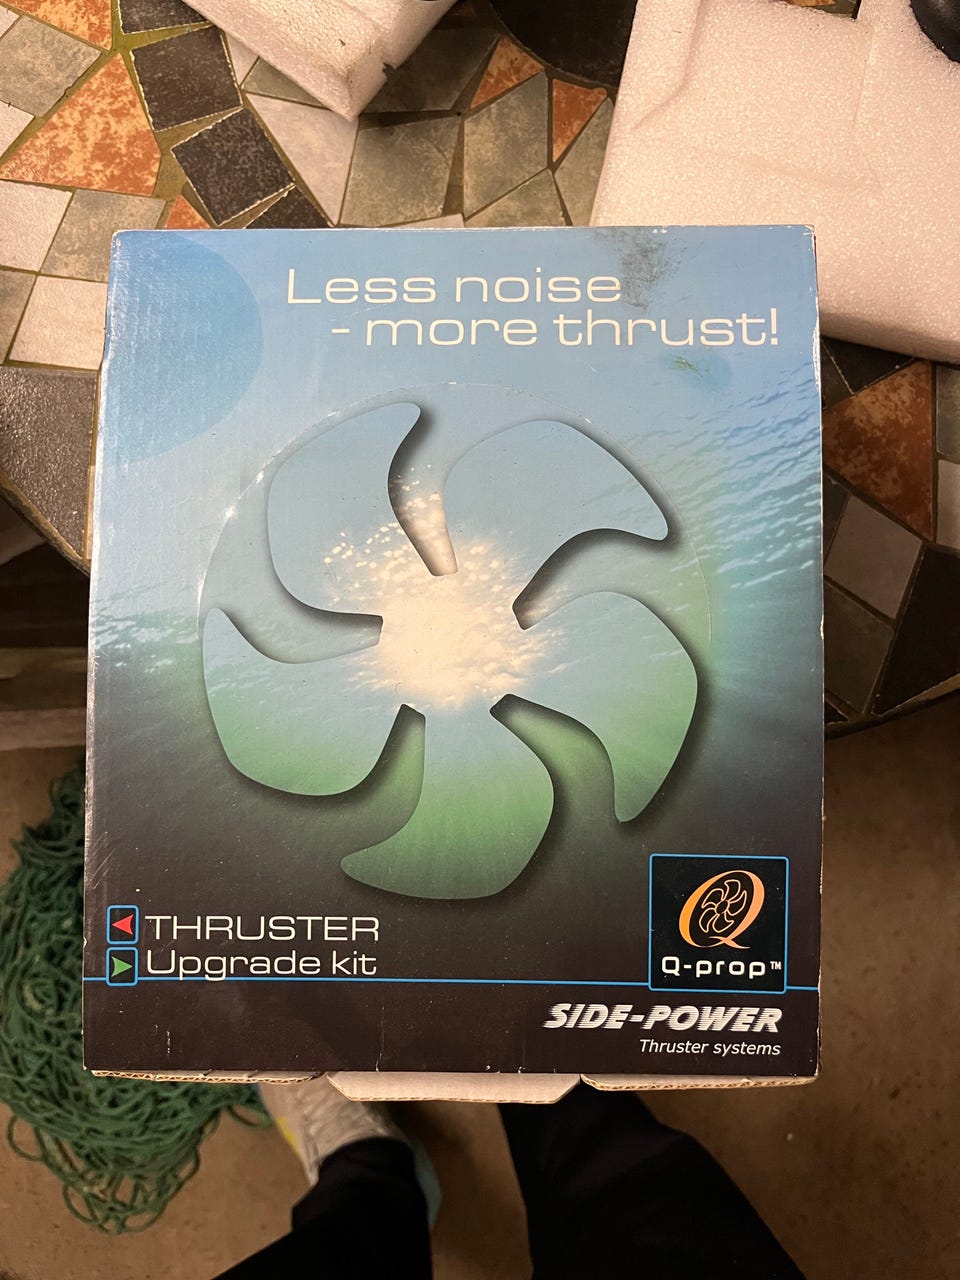 Less noise
- more thrust!
THRUSTER
Upgrade kit
Q-prop™
SIDE-POWER
Thruster systems